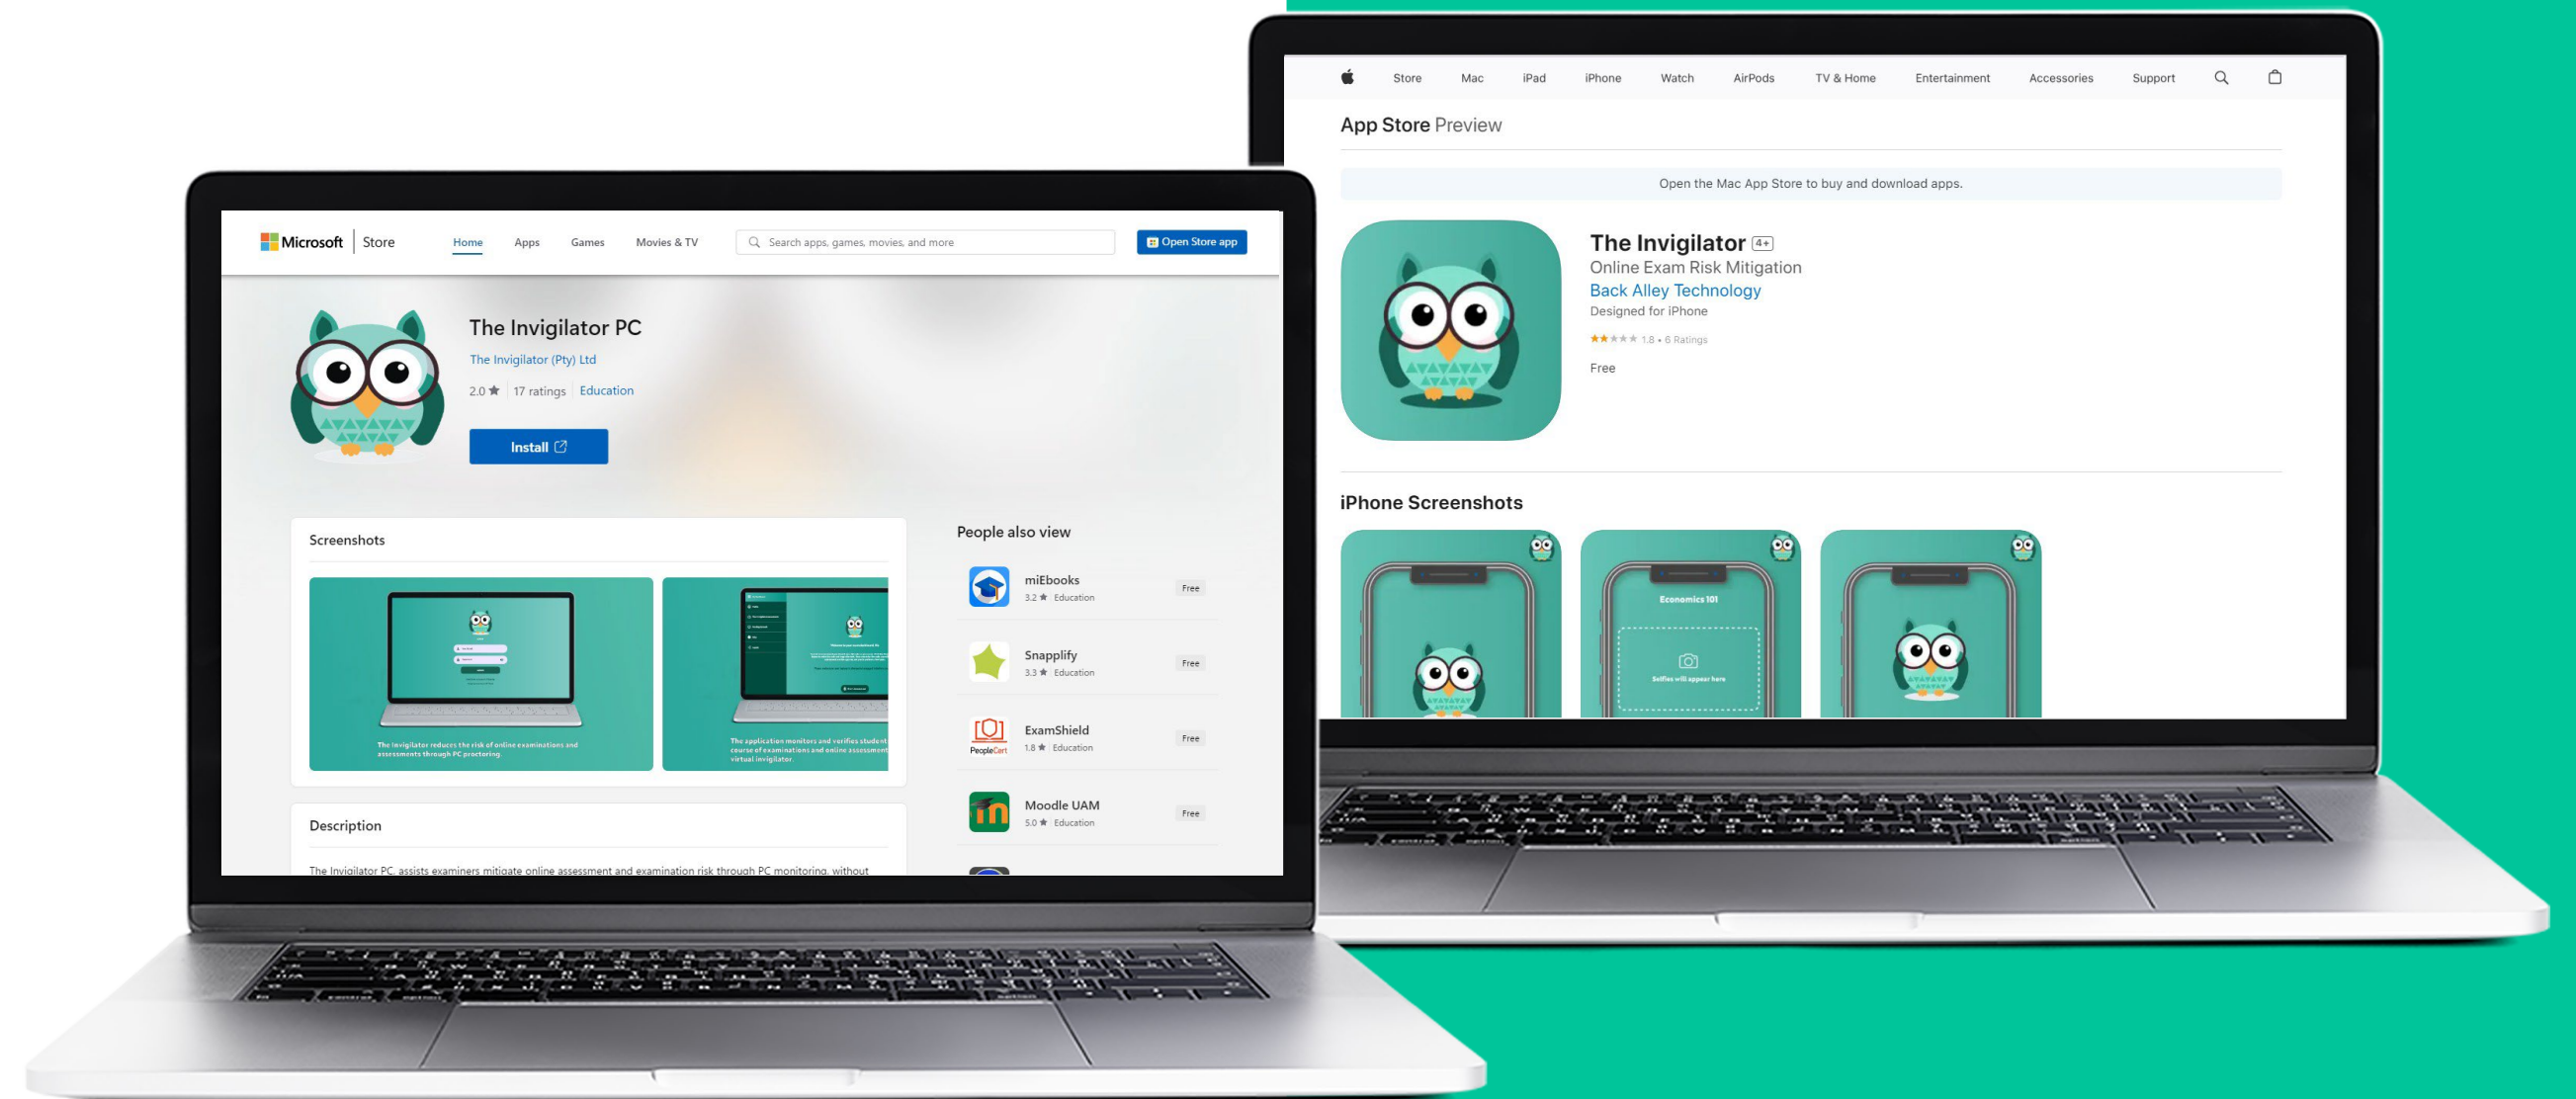 Microsoft | Store
Home Apps Games Movies & TV
Search apps, games, movies, and more
Open Store app
The Invigilator PC
The Invigilator (Pty) Ltd
2.0 ★ 17 ratings Education
Install
Screenshots
The Invigilator reduces the risk of online examinations and
assessments through PC proctoring.
The application monitors and verifies student
course of examinations and online assessment
virtual invigilator.
Description
The Invigilator PC, assists examiners mitigate online assessment and examination risk through PC monitoring, without
People also view
miEbooks
3.2 ★ Education
Free
Snapplify
3.3 ★ Education
Free
PeopleCert
ExamShield
1.8 ★ Education
Free
Moodle UAM
5.0 ★ Education
Free
Store Mac iPad iPhone Watch AirPods TV & Home Entertainment Accessories Support
App Store Preview
Open the Mac App Store to buy and download apps.
The Invigilator 4+
Online Exam Risk Mitigation
Back Alley Technology
Designed for iPhone
★★★★★ 1.8 • 6 Ratings
Free
iPhone Screenshots
Economics 101
Selfies will appear here